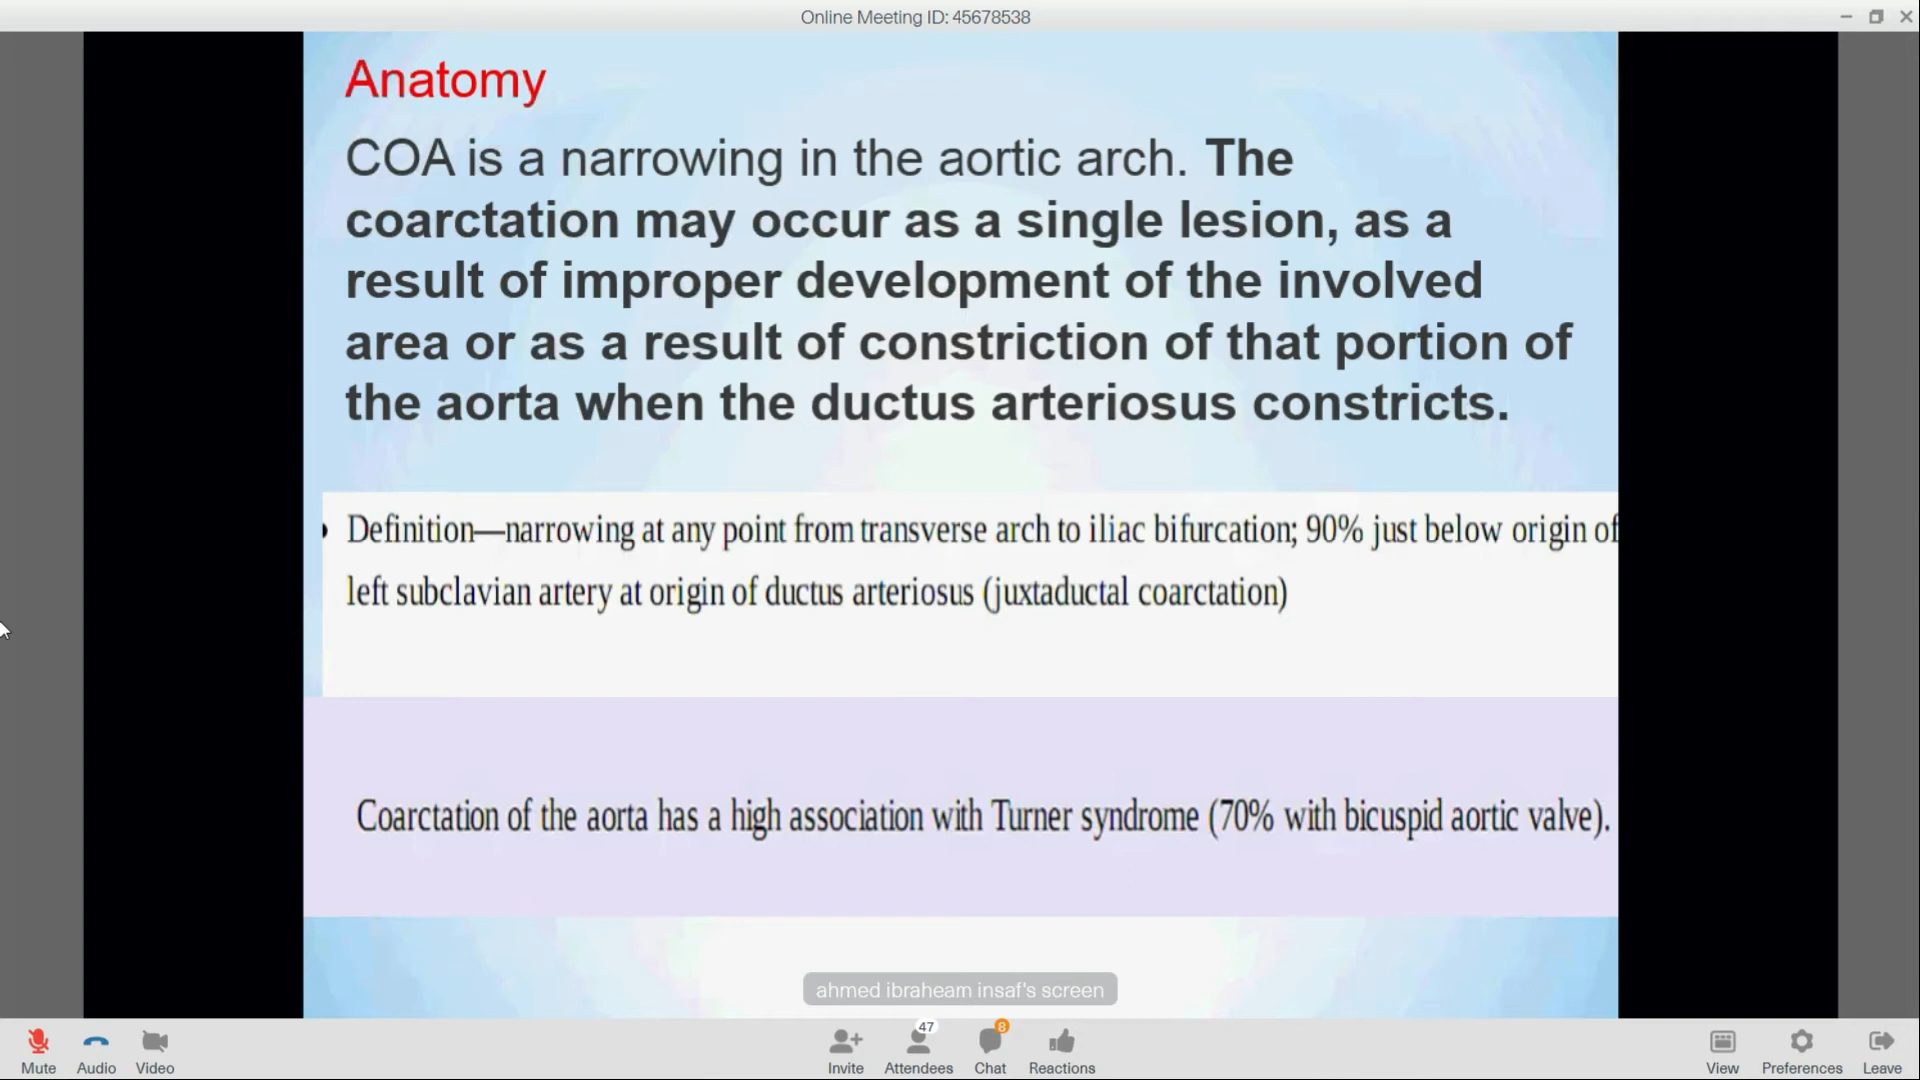 Online Meeting ID: 45678538
Anatomy
COA is a narrowing in the aortic arch. The
coarctation may occur as a single lesion, as a
result of improper development of the involved
area or as a result of constriction of that portion of
the aorta when the ductus arteriosus constricts.
• Definition—narrowing at any point from transverse arch to iliac bifurcation; 90% just below origin of
left subclavian artery at origin of ductus arteriosus (juxtaductal coarctation)
Coarctation of the aorta has a high association with Turner syndrome (70% with bicuspid aortic valve).
ahmed ibraheam insaf's screen
47
8
Mute Audio Video Invite Attendees Chat Reactions View Preferences Leave